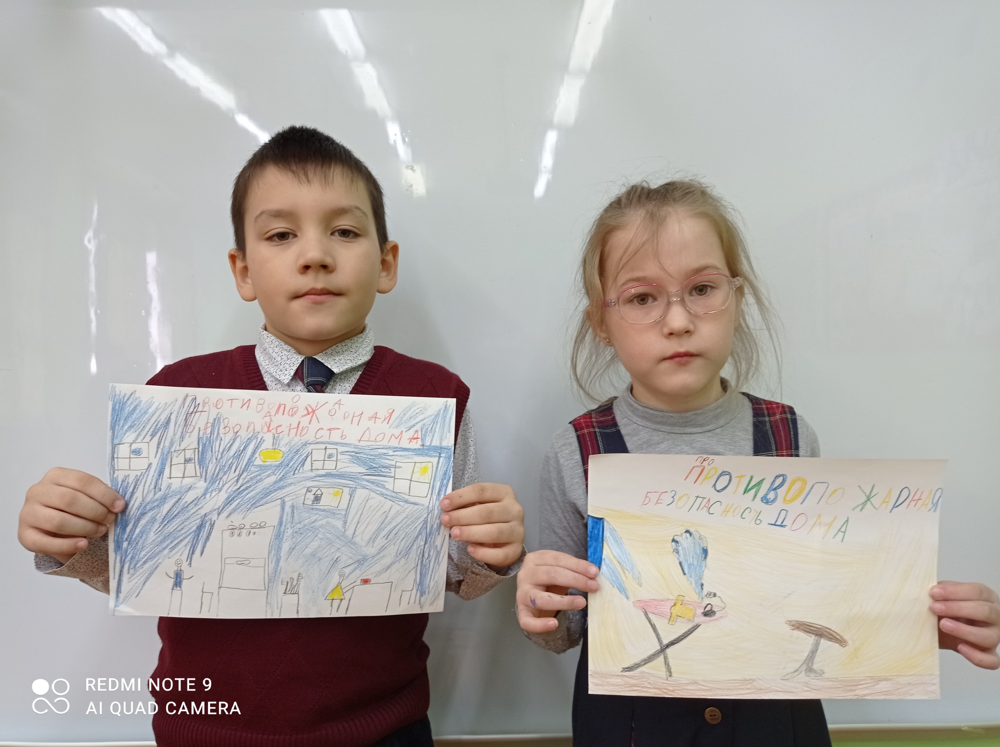 ПРОТИВОПОЖАРНАЯ
БЕЗОПАСНОСТЬ ДОМА
ПРО
ПРОТИВОПОЖАРНАЯ
БЕЗОПАСНОСТЬ ДОМА
REDMI NOTE 9
AI QUAD CAMERA